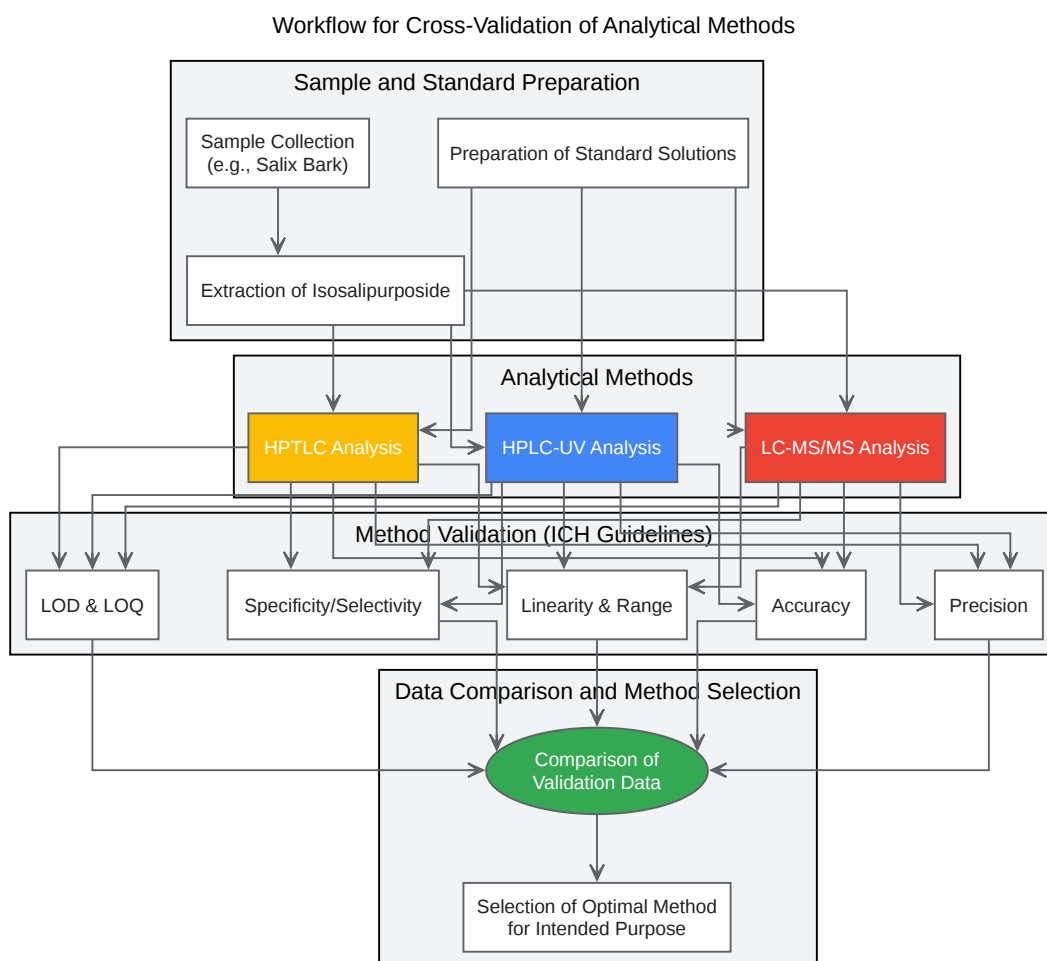 Workflow for Cross-Validation of Analytical Methods
Sample and Standard Preparation
Sample Collection
(e.g., Salix Bark)
Preparation of Standard Solutions
Extraction of Isosalipurposide
Analytical Methods
HPTLC Analysis
HPLC-UV Analysis
LC-MS/MS Analysis
Method Validation (ICH Guidelines)
LOD & LOQ
Specificity/Selectivity
Linearity & Range
Accuracy
Precision
Data Comparison and Method Selection
Comparison of
Validation Data
Selection of Optimal Method
for Intended Purpose